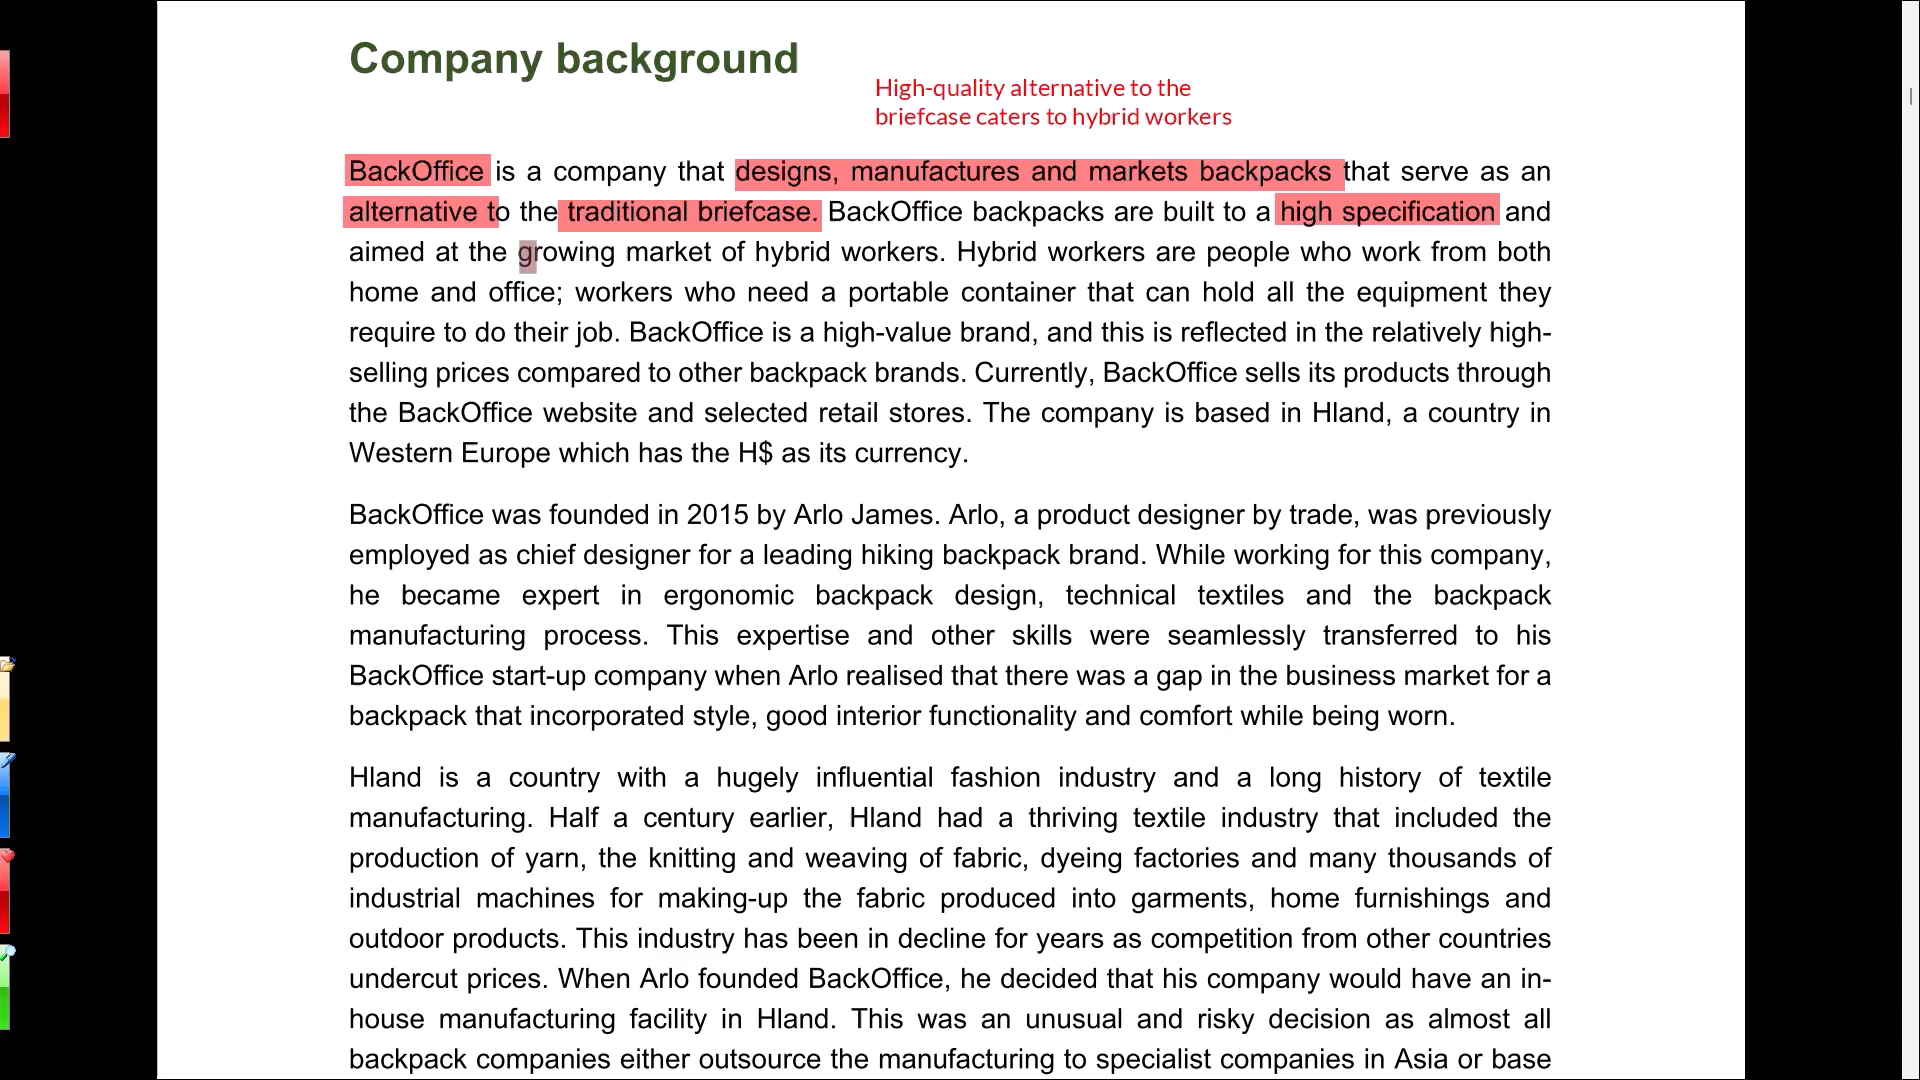 Company background
High-quality alternative to the
briefcase caters to hybrid workers
BackOffice is a company that designs, manufactures and markets backpacks that serve as an
alternative to the traditional briefcase. BackOffice backpacks are built to a high specification and
aimed at the growing market of hybrid workers. Hybrid workers are people who work from both
home and office; workers who need a portable container that can hold all the equipment they
require to do their job. BackOffice is a high-value brand, and this is reflected in the relatively high-
selling prices compared to other backpack brands. Currently, BackOffice sells its products through
the BackOffice website and selected retail stores. The company is based in Hland, a country in
Western Europe which has the H$ as its currency.
BackOffice was founded in 2015 by Arlo James. Arlo, a product designer by trade, was previously
employed as chief designer for a leading hiking backpack brand. While working for this company,
he became expert in ergonomic backpack design, technical textiles and the backpack
manufacturing process. This expertise and other skills were seamlessly transferred to his
BackOffice start-up company when Arlo realised that there was a gap in the business market for a
backpack that incorporated style, good interior functionality and comfort while being worn.
Hland is a country with a hugely influential fashion industry and a long history of textile
manufacturing. Half a century earlier, Hland had a thriving textile industry that included the
production of yarn, the knitting and weaving of fabric, dyeing factories and many thousands of
industrial machines for making-up the fabric produced into garments, home furnishings and
outdoor products. This industry has been in decline for years as competition from other countries
undercut prices. When Arlo founded BackOffice, he decided that his company would have an in-
house manufacturing facility in Hland. This was an unusual and risky decision as almost all
backpack companies either outsource the manufacturing to specialist companies in Asia or base